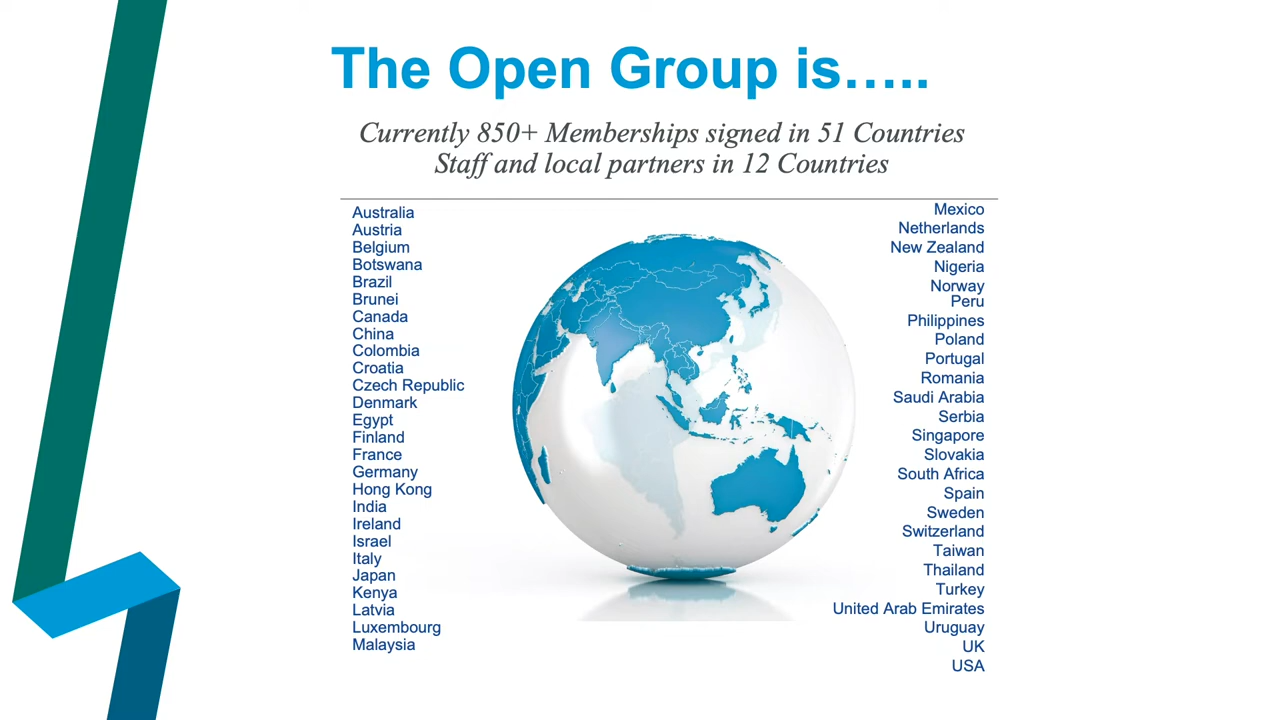 The Open Group is…..
Currently 850+ Memberships signed in 51 Countries
Staff and local partners in 12 Countries
Australia
Austria
Belgium
Botswana
Brazil
Brunei
Canada
China
Colombia
Croatia
Czech Republic
Denmark
Egypt
Finland
France
Germany
Hong Kong
India
Ireland
Israel
Italy
Japan
Kenya
Latvia
Luxembourg
Malaysia
Mexico
Netherlands
New Zealand
Nigeria
Norway
Peru
Philippines
Poland
Portugal
Romania
Saudi Arabia
Serbia
Singapore
Slovakia
South Africa
Spain
Sweden
Switzerland
Taiwan
Thailand
Turkey
United Arab Emirates
Uruguay
UK
USA